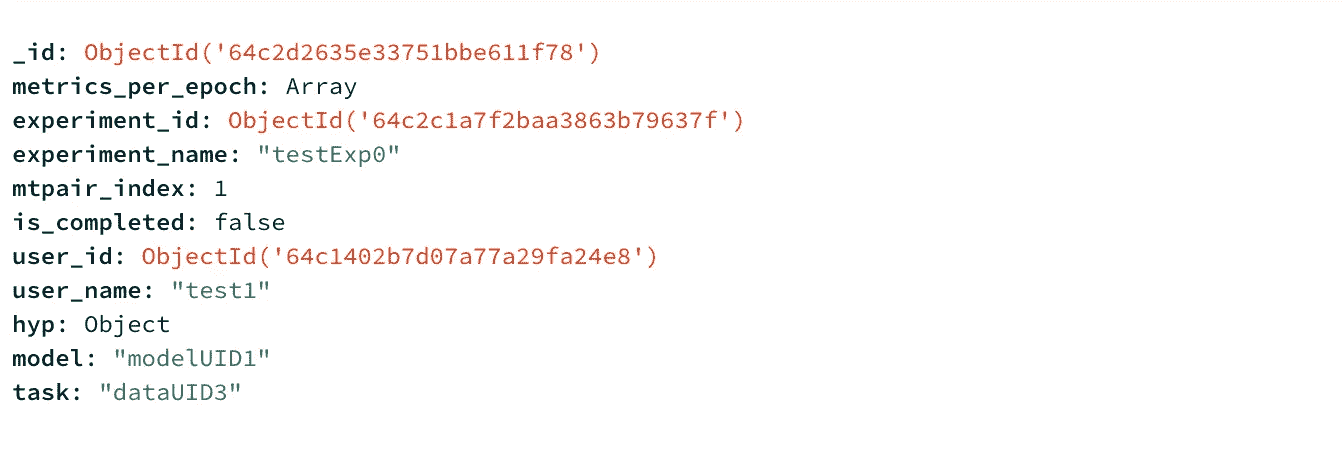 _id: ObjectId('64c2d2635e33751bbe611f78')
metrics_per_epoch: Array
experiment_id: ObjectId('64c2c1a7f2baa3863b79637f')
experiment_name: "testExp0"
mtpair_index: 1
is_completed: false
user_id: ObjectId('64c1402b7d07a77a29fa24e8')
user_name: "test1"
hyp: Object
model: "modelUID1"
task: "dataUID3"